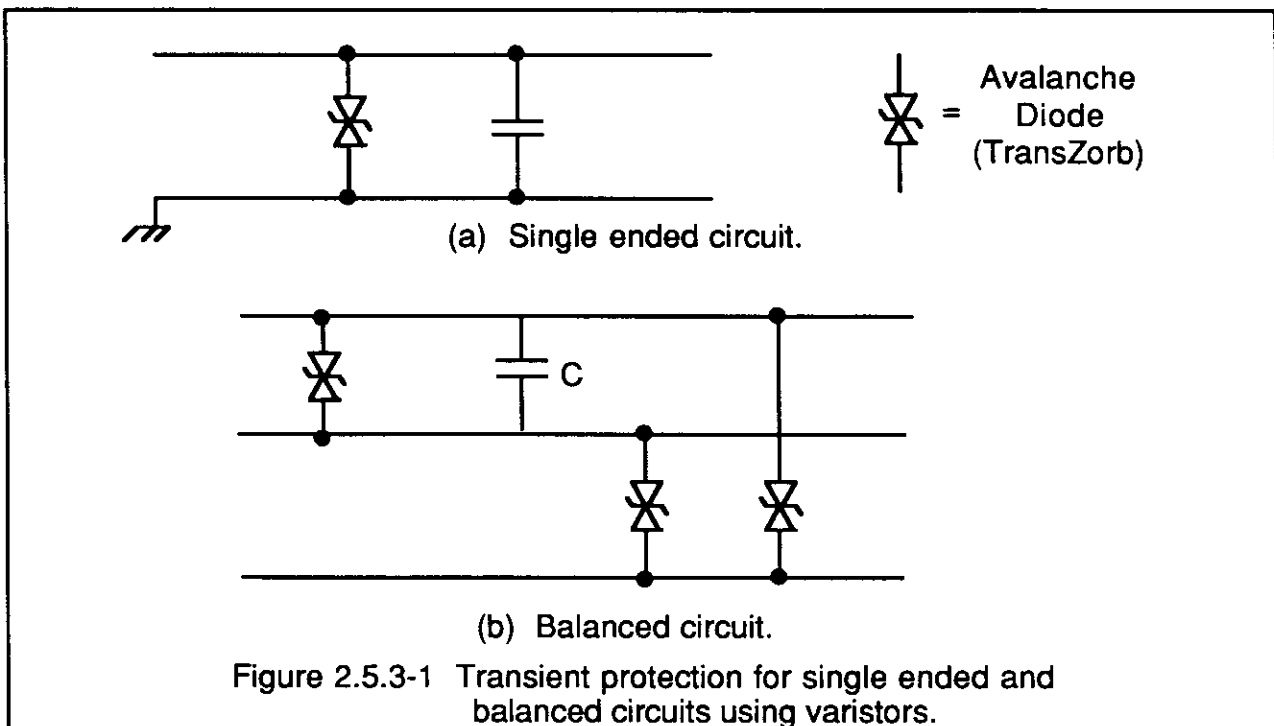 Avalanche
= Diode
(TransZorb)
(a) Single ended circuit.
C
(b) Balanced circuit.
Figure 2.5.3-1 Transient protection for single ended and
balanced circuits using varistors.